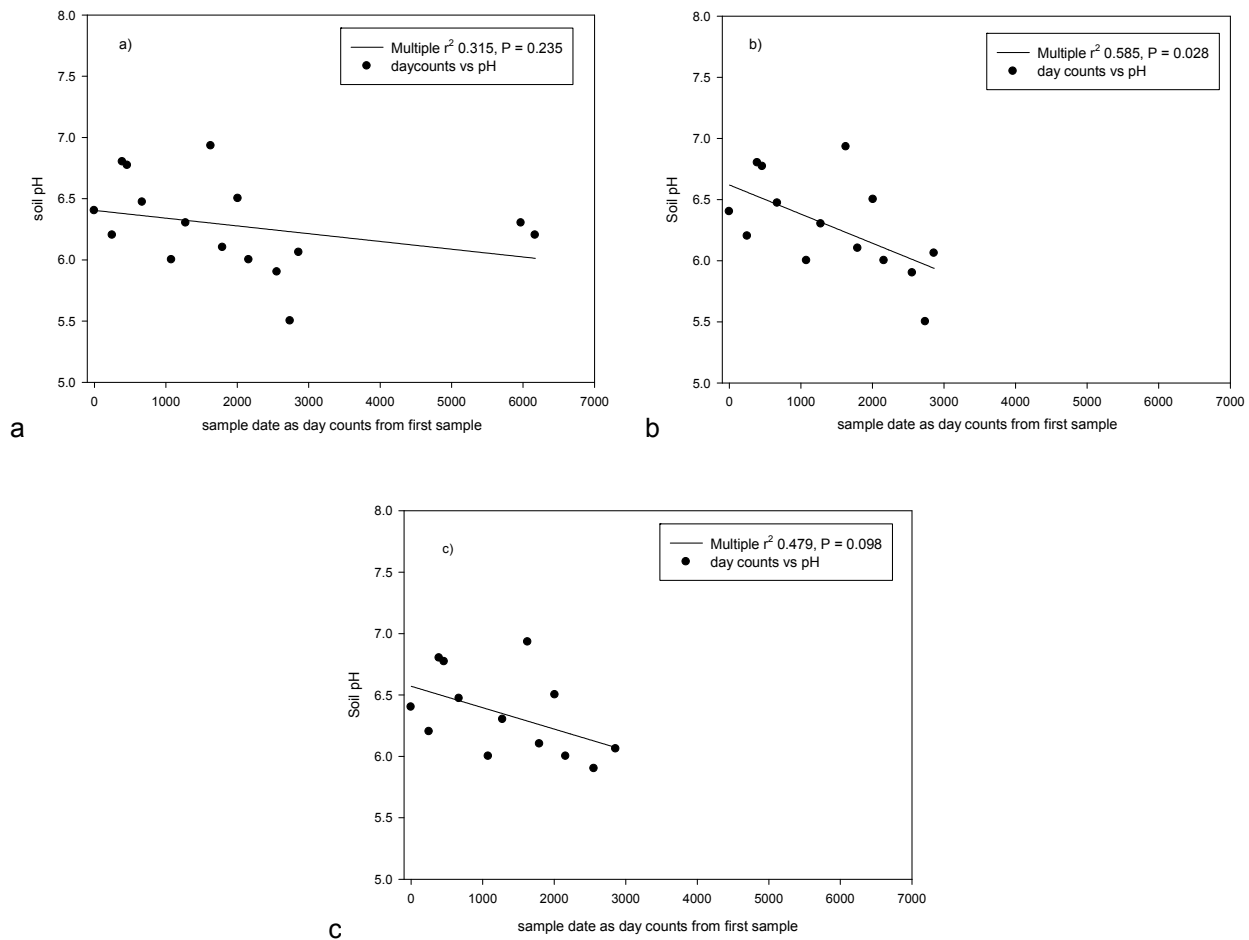 a)
Multiple r² 0.315, P = 0.235
daycounts vs pH
8.0
7.5
7.0
6.5
6.0
5.5
5.0
soil pH
0 1000 2000 3000 4000 5000 6000 7000
sample date as day counts from first sample
a
b)
Multiple r² 0.585, P = 0.028
day counts vs pH
8.0
7.5
7.0
6.5
6.0
5.5
5.0
Soil pH
0 1000 2000 3000 4000 5000 6000 7000
sample date as day counts from first sample
b
c)
Multiple r² 0.479, P = 0.098
day counts vs pH
8.0
7.5
7.0
6.5
6.0
5.5
5.0
Soil pH
0 1000 2000 3000 4000 5000 6000 7000
sample date as day counts from first sample
c